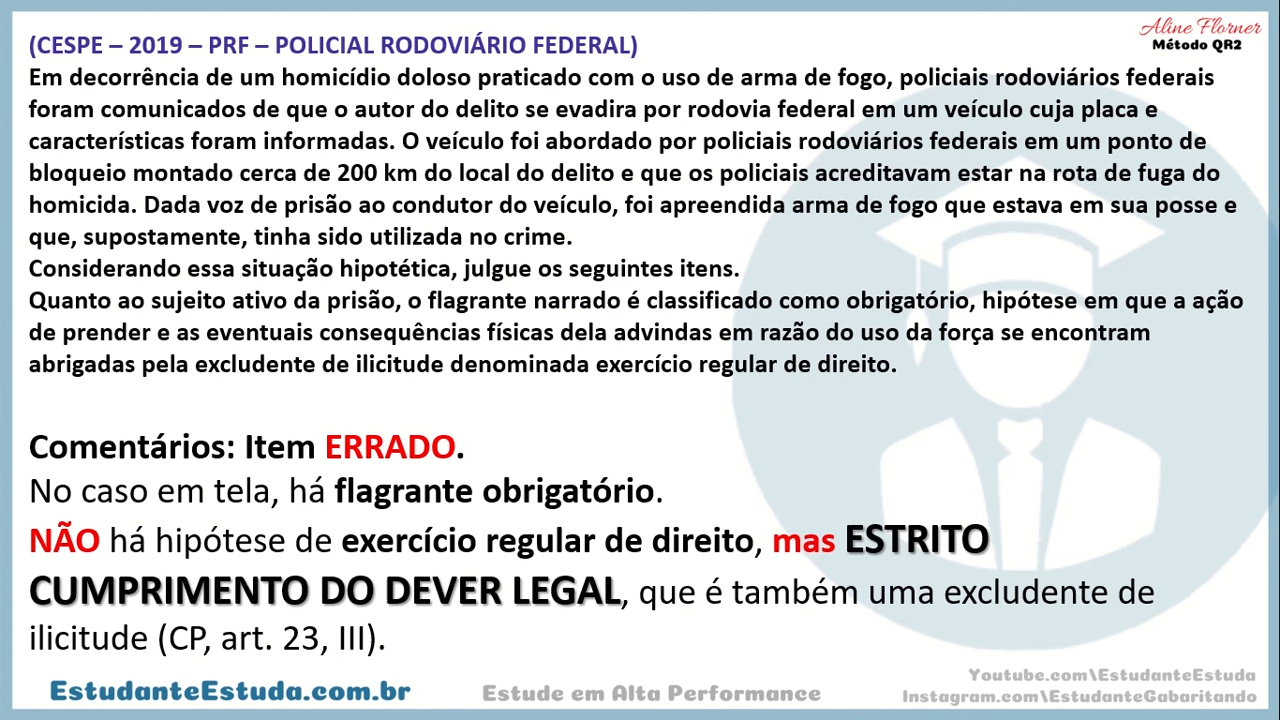 Aline Florner
Método QR2
(CESPE – 2019 – PRF – POLICIAL RODOVIÁRIO FEDERAL)
Em decorrência de um homicídio doloso praticado com o uso de arma de fogo, policiais rodoviários federais
foram comunicados de que o autor do delito se evadira por rodovia federal em um veículo cuja placa e
características foram informadas. O veículo foi abordado por policiais rodoviários federais em um ponto de
bloqueio montado cerca de 200 km do local do delito e que os policiais acreditavam estar na rota de fuga do
homicida. Dada voz de prisão ao condutor do veículo, foi apreendida arma de fogo que estava em sua posse e
que, supostamente, tinha sido utilizada no crime.
Considerando essa situação hipotética, julgue os seguintes itens.
Quanto ao sujeito ativo da prisão, o flagrante narrado é classificado como obrigatório, hipótese em que a ação
de prender e as eventuais consequências físicas dela advindas em razão do uso da força se encontram
abrigadas pela excludente de ilicitude denominada exercício regular de direito.
Comentários: Item ERRADO.
No caso em tela, há flagrante obrigatório.
NÃO há hipótese de exercício regular de direito, mas ESTRITO
CUMPRIMENTO DO DEVER LEGAL, que é também uma excludente de
ilicitude (CP, art. 23, III).
EstudanteEstuda.com.br
Estude em Alta Performance
Youtube.com\EstudanteEstuda
Instagram.com\EstudanteGabaritando